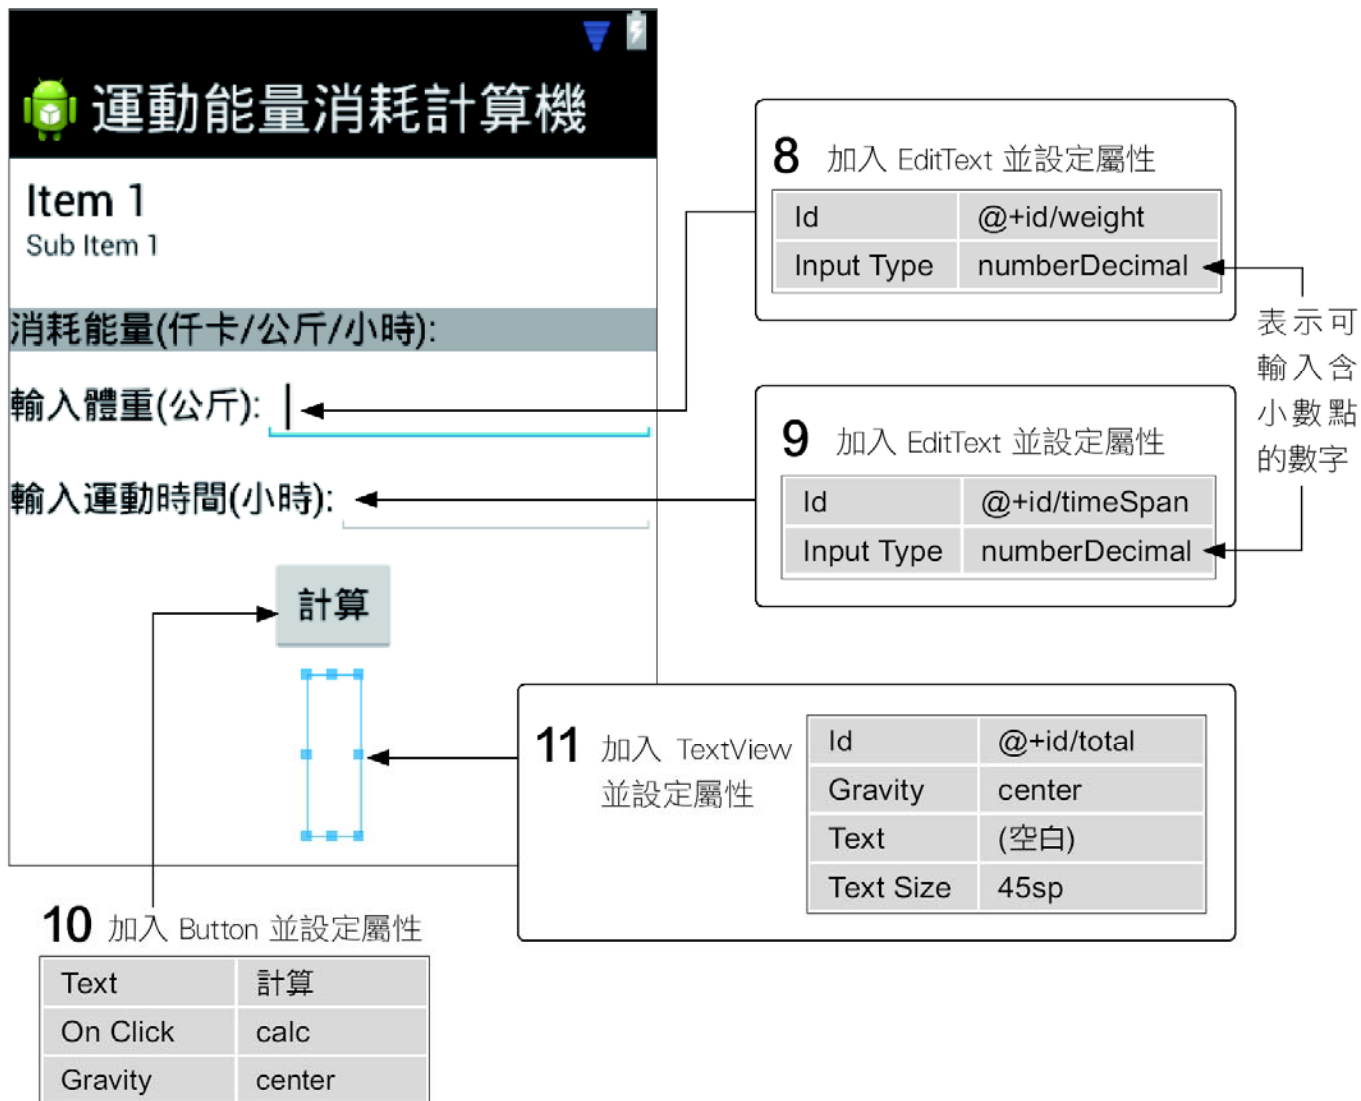 運動能量消耗計算機
Item 1
Sub Item 1
消耗能量(仟卡/公斤/小時):
輸入體重(公斤):
輸入運動時間(小時):
計算
8 加入 EditText 並設定屬性
Id @+id/weight
Input Type numberDecimal
表示可
輸入含
小數點
的數字
9 加入 EditText 並設定屬性
Id @+id/timeSpan
Input Type numberDecimal
11 加入 TextView
並設定屬性
Id @+id/total
Gravity center
Text (空白)
Text Size 45sp
10 加入 Button 並設定屬性
Text 計算
On Click calc
Gravity center